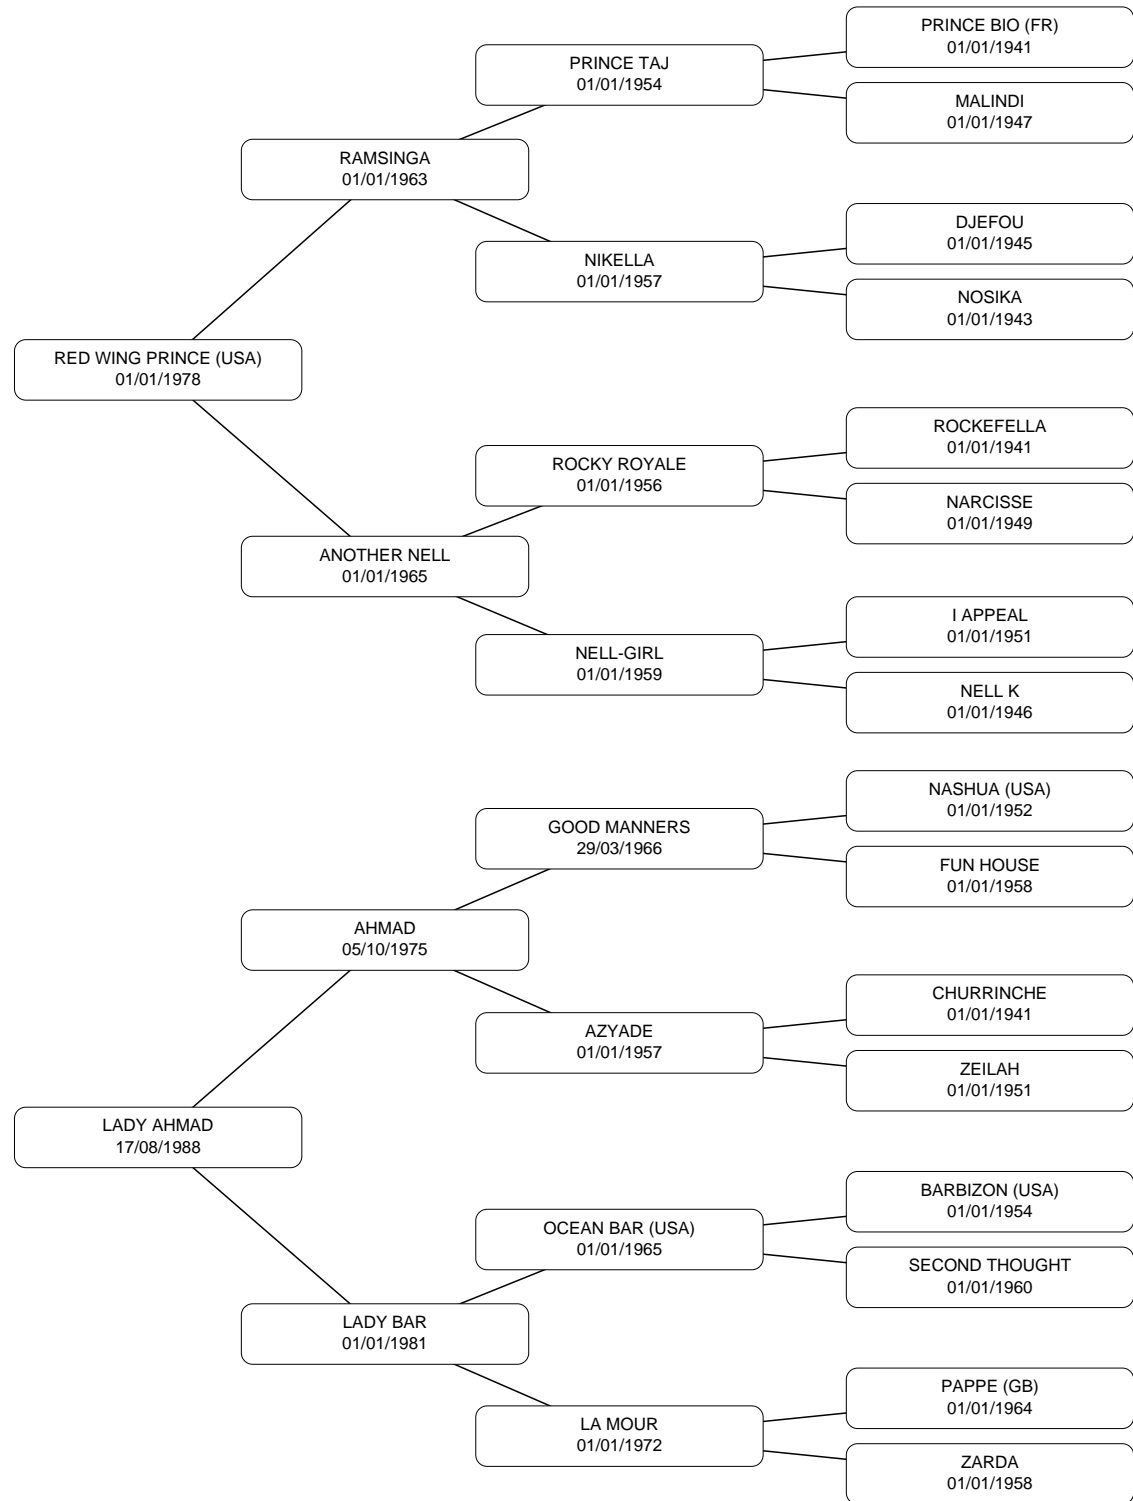 PRINCE BIO (FR)
01/01/1941
PRINCE TAJ
01/01/1954
MALINDI
01/01/1947
RAMSINGA
01/01/1963
DJEFOU
01/01/1945
NIKELLA
01/01/1957
NOSIKA
01/01/1943
RED WING PRINCE (USA)
01/01/1978
ROCKEFELLA
01/01/1941
ROCKY ROYALE
01/01/1956
NARCISSE
01/01/1949
ANOTHER NELL
01/01/1965
I APPEAL
01/01/1951
NELL-GIRL
01/01/1959
NELL K
01/01/1946
NASHUA (USA)
01/01/1952
GOOD MANNERS
29/03/1966
FUN HOUSE
01/01/1958
AHMAD
05/10/1975
CHURRINCHE
01/01/1941
AZYADE
01/01/1957
ZEILAH
01/01/1951
LADY AHMAD
17/08/1988
BARBIZON (USA)
01/01/1954
OCEAN BAR (USA)
01/01/1965
SECOND THOUGHT
01/01/1960
LADY BAR
01/01/1981
PAPPE (GB)
01/01/1964
LA MOUR
01/01/1972
ZARDA
01/01/1958